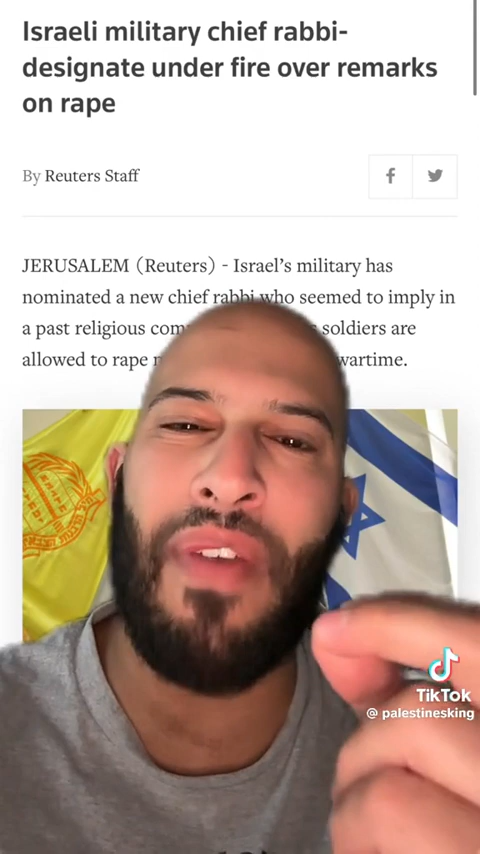 Israeli military chief rabbi-
designate under fire over remarks
on rape
By Reuters Staff
JERUSALEM (Reuters) - Israel's military has
nominated a new chief rabbi who seemed to imply in
a past religious soldiers are
allowed to rape wartime.
TikTok
@ palestinesking